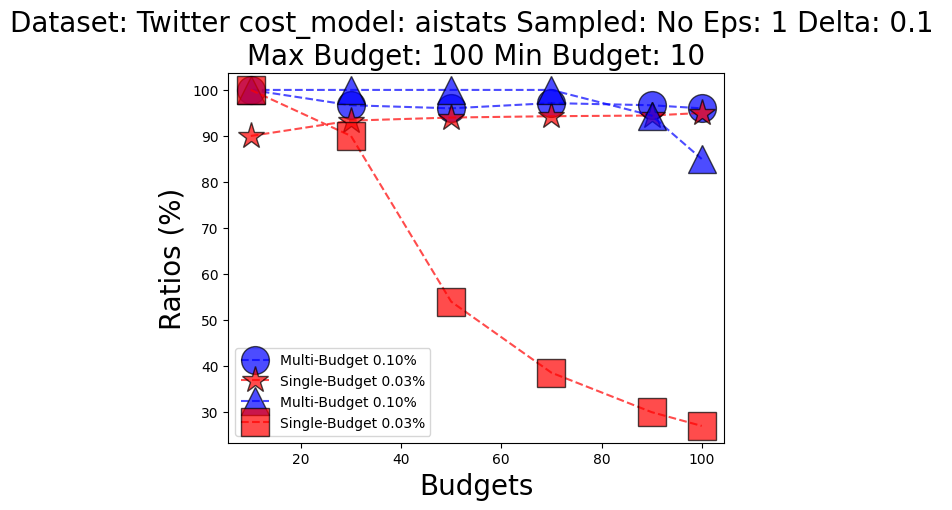 Dataset: Twitter cost_model: aistats Sampled: No Eps: 1 Delta: 0.1
Max Budget: 100 Min Budget: 10
100
90
80
70
60
50
40
30
Ratios (%)
Multi-Budget 0.10%
Single-Budget 0.03%
Multi-Budget 0.10%
Single-Budget 0.03%
20 40 60 80 100
Budgets